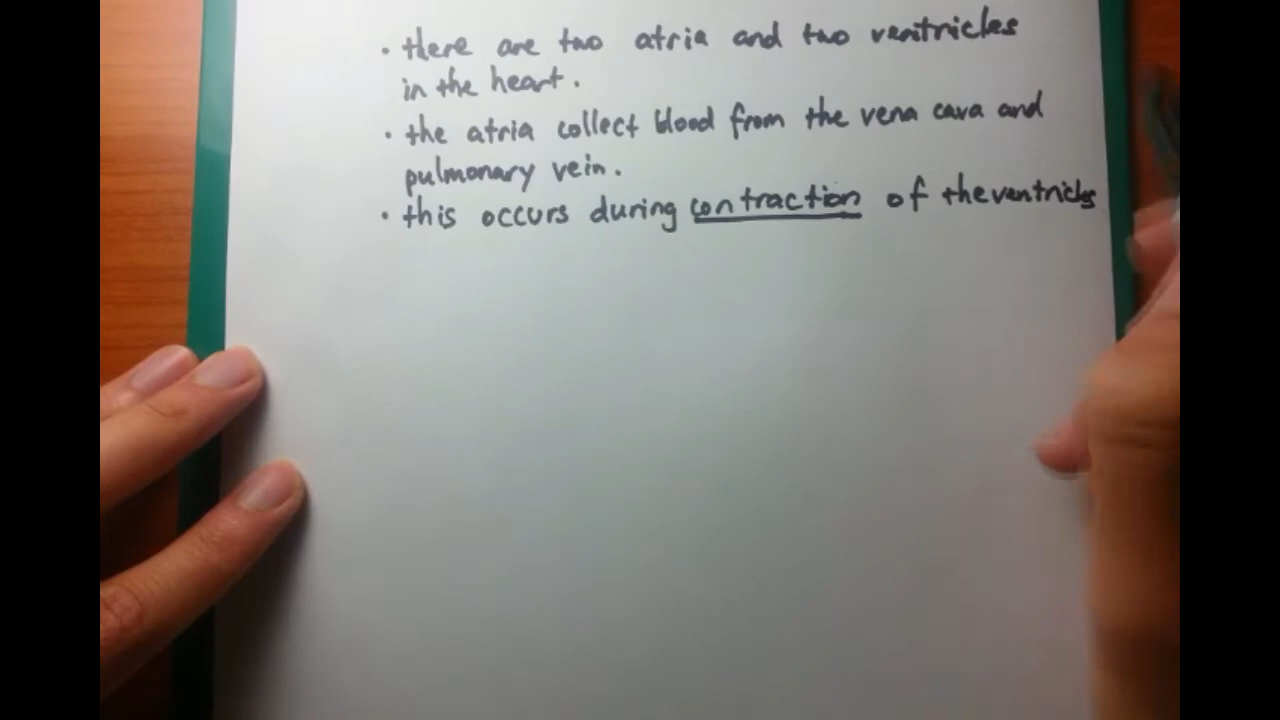 • there are two atria and two ventricles
in the heart.
• the atria collect blood from the vena cava and
pulmonary vein.
• this occurs during contraction of the ventricles